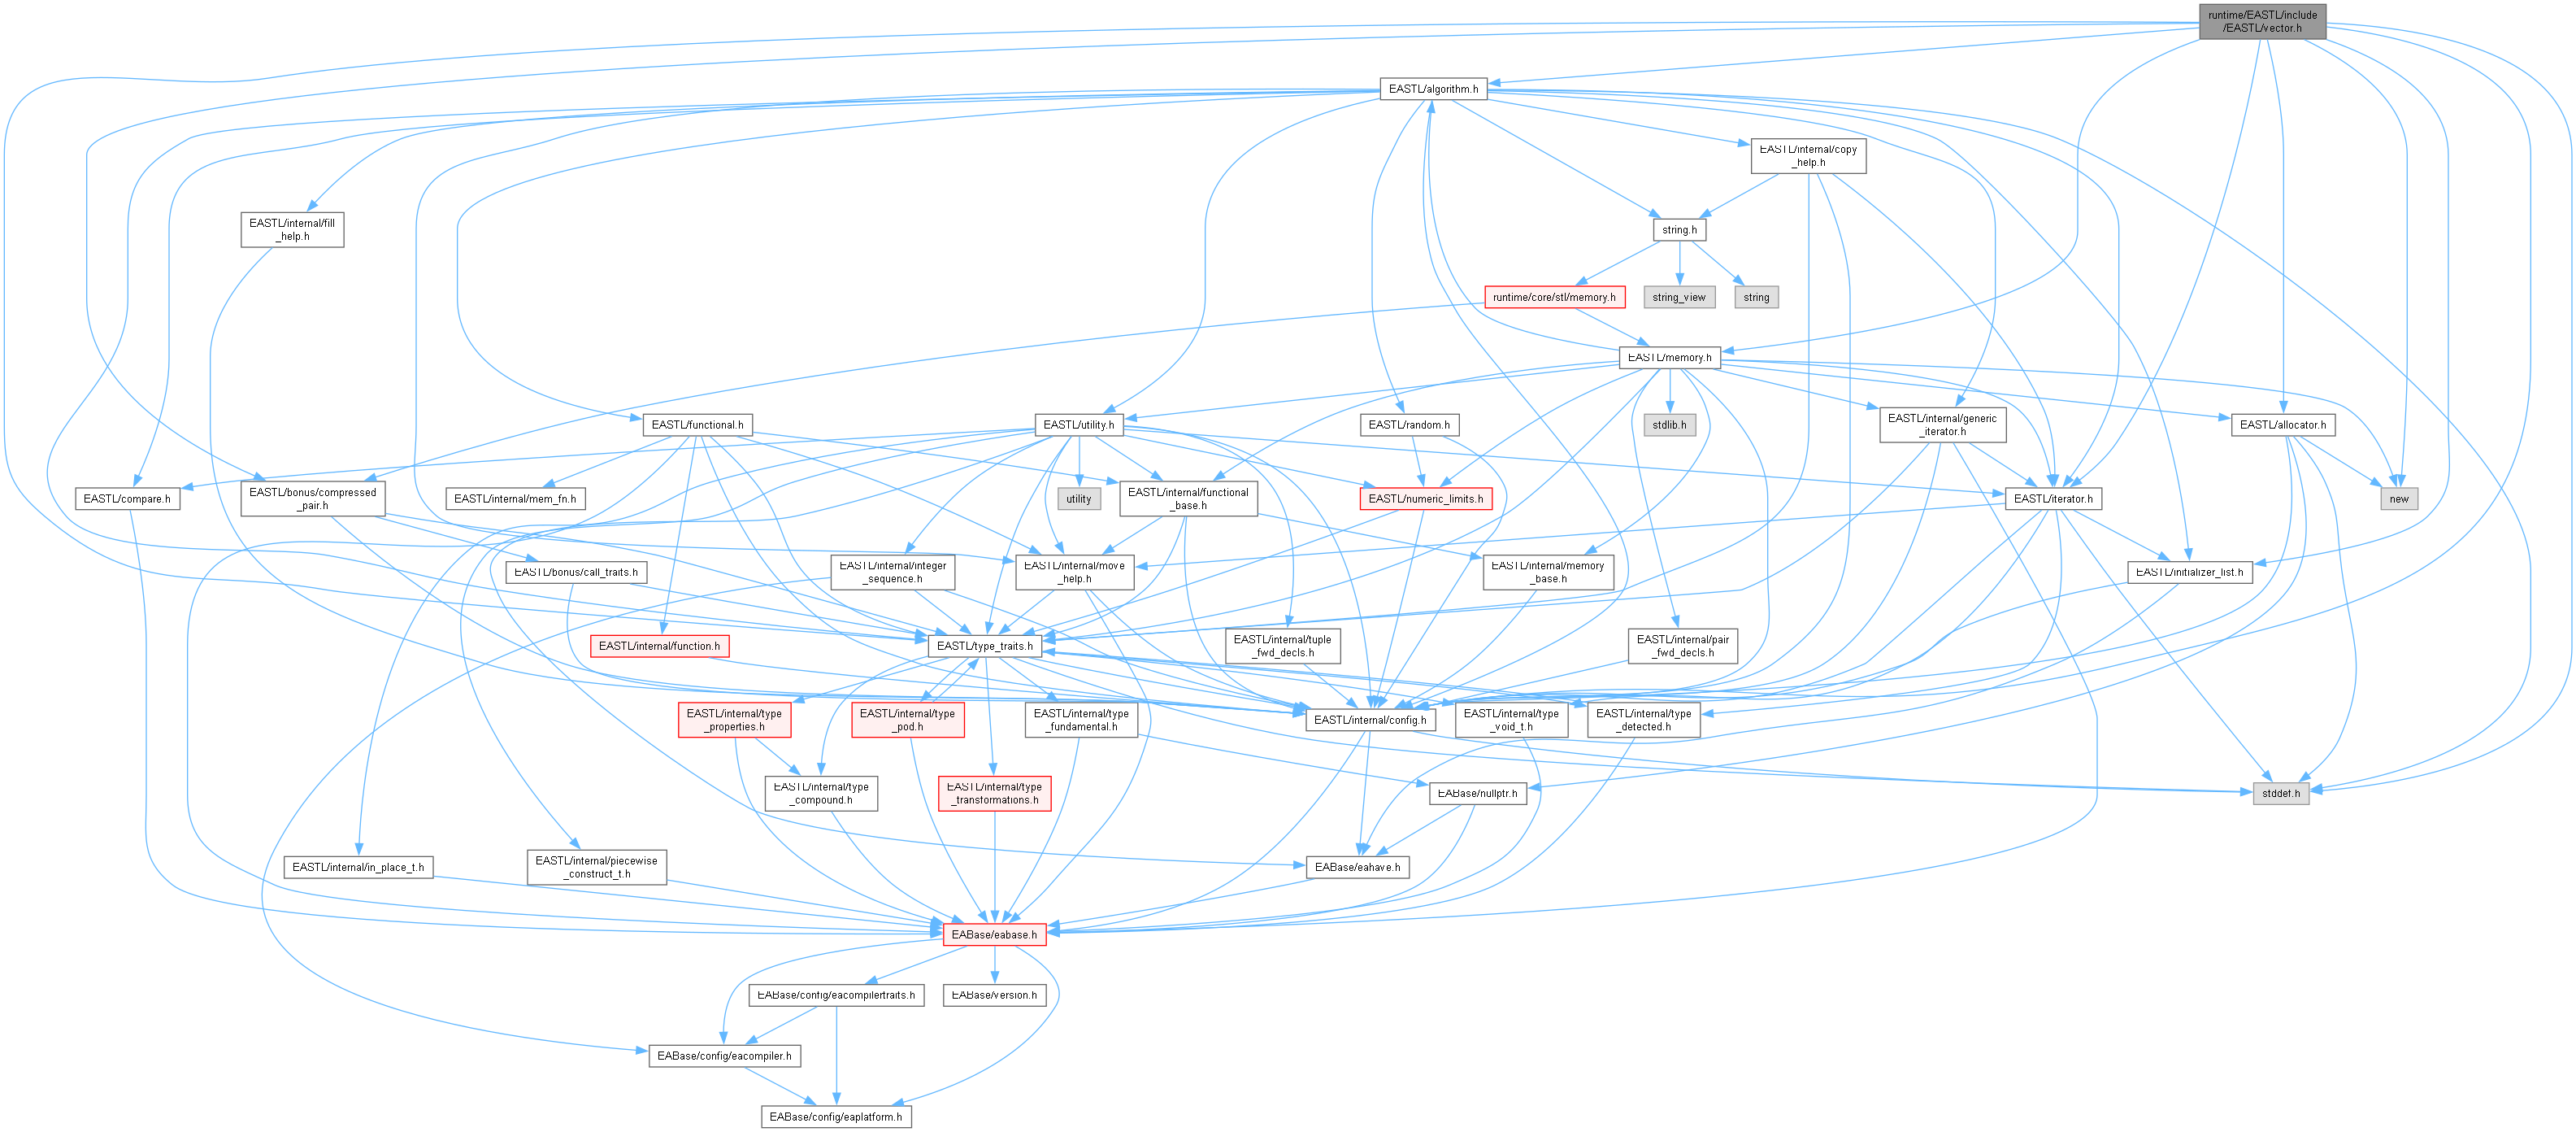 runtime/EASTL/include
/EASTL/vector.h
EASTL/algorithm.h
EASTL/internal/copy
_help.h
EASTL/internal/fill
_help.h
string.h
runtime/core/stl/memory.h
string_view
string
EASTL/memory.h
EASTL/functional.h
EASTL/utility.h
EASTL/random.h
stdlib.h
EASTL/internal/generic
_iterator.h
EASTL/allocator.h
EASTL/compare.h
EASTL/bonus/compressed
_pair.h
EASTL/internal/mem_fn.h
utility
EASTL/internal/functional
_base.h
EASTL/numeric_limits.h
EASTL/iterator.h
new
EASTL/bonus/call_traits.h
EASTL/internal/integer
_sequence.h
EASTL/internal/move
_help.h
EASTL/internal/memory
_base.h
EASTL/initializer_list.h
EASTL/internal/function.h
EASTL/type_traits.h
EASTL/internal/tuple
_fwd_decls.h
EASTL/internal/pair
_fwd_decls.h
EASTL/internal/type
_properties.h
EASTL/internal/type
_pod.h
EASTL/internal/type
_fundamental.h
EASTL/internal/config.h
EASTL/internal/type
_void_t.h
EASTL/internal/type
_detected.h
EASTL/internal/type
_compound.h
EASTL/internal/type
_transformations.h
EABase/nullptr.h
stddef.h
EASTL/internal/in_place_t.h
EASTL/internal/piecewise
_construct_t.h
EABase/eahave.h
EABase/eabase.h
EABase/config/eacompilertraits.h
EABase/version.h
EABase/config/eacompiler.h
EABase/config/eaplatform.h